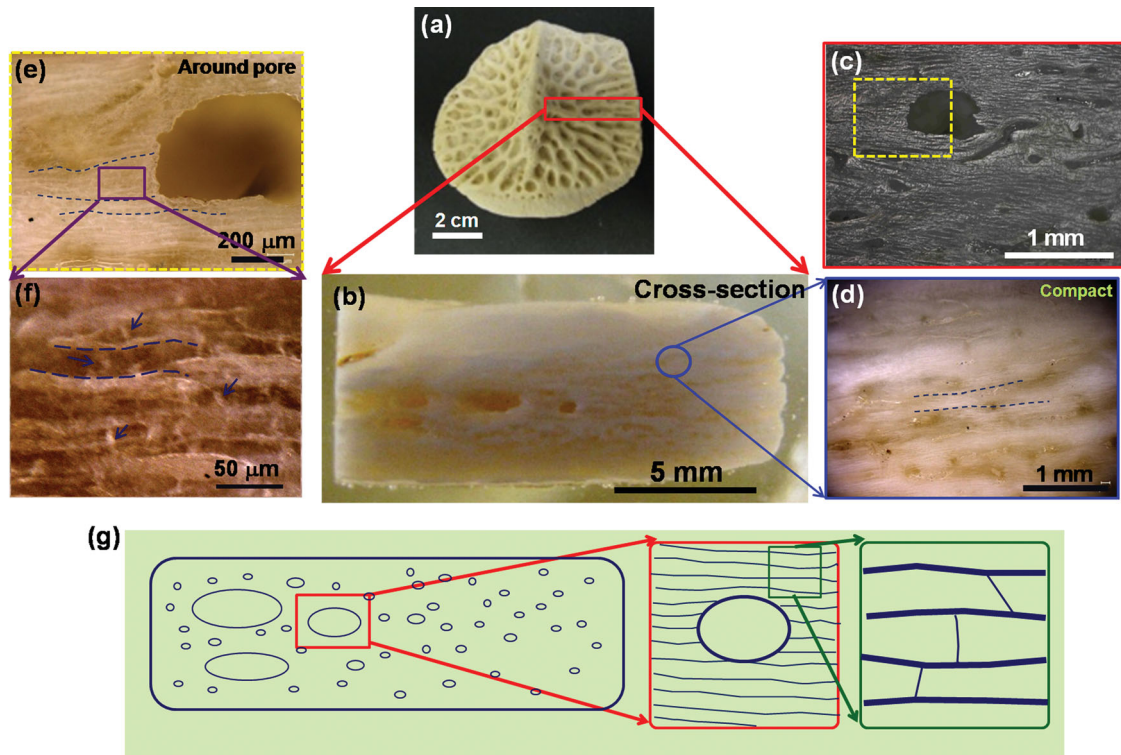 (a)
2 cm
(e)
Around pore
200 μm
(c)
1 mm
(f)
50 μm
(b)
Cross-section
5 mm
(d)
Compact
1 mm
(g)